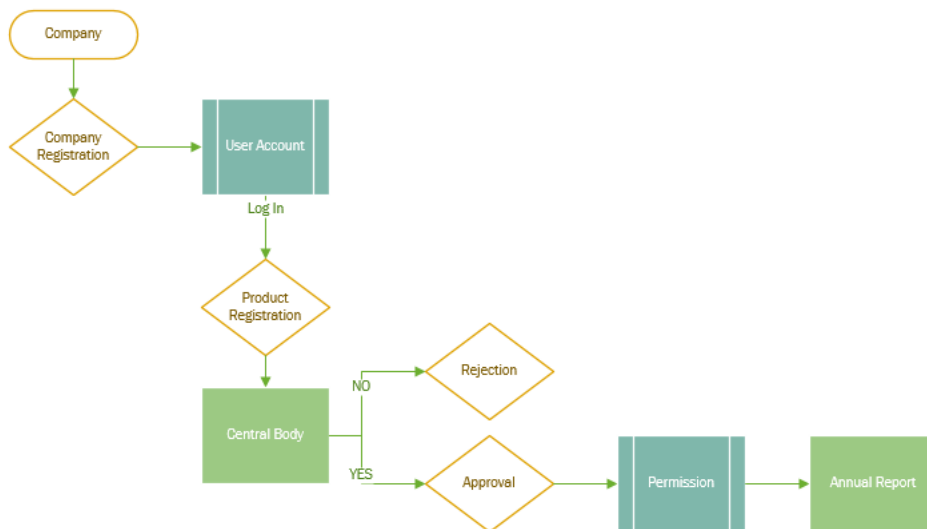 Company
Company
Registration
User Account
Log In
Product
Registration
NO
Rejection
Central Body
YES
Approval
Permission
Annual Report